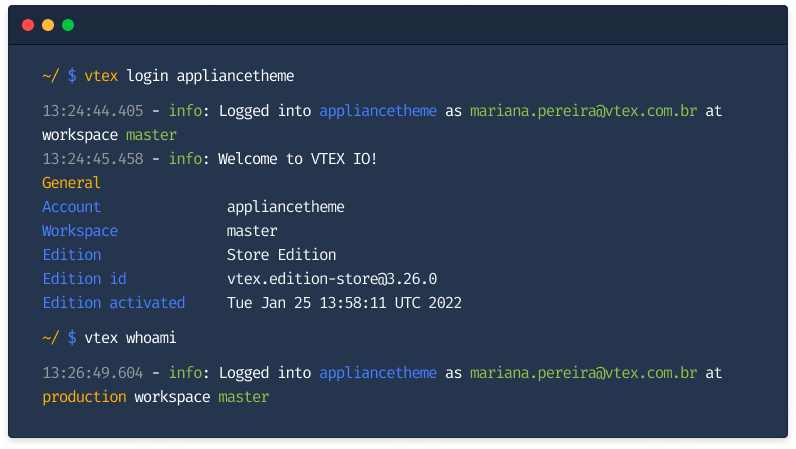 ~/ $ vtex login appliancetheme
13:24:44.405 - info: Logged into appliancetheme as mariana.pereira@vtex.com.br at
workspace master
13:24:45.458 - info: Welcome to VTEX IO!
General
Account appliancetheme
Workspace master
Edition Store Edition
Edition id vtex.edition-store@3.26.0
Edition activated Tue Jan 25 13:58:11 UTC 2022
~/ $ vtex whoami
13:26:49.604 - info: Logged into appliancetheme as mariana.pereira@vtex.com.br at
production workspace master